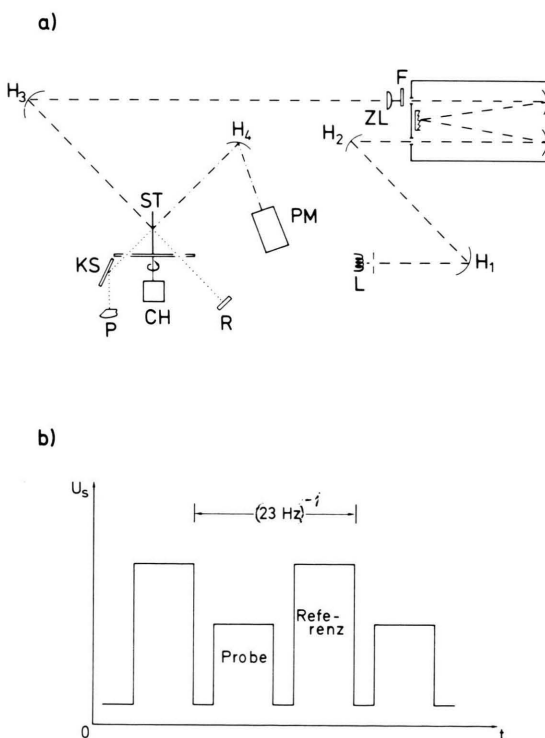 a)
H3
F
ZL
H4
H2
ST
PM
KS
H1
L
P
CH
R
b)
Us
(23 Hz)⁻¹
Refe-
renz
Probe
0
t